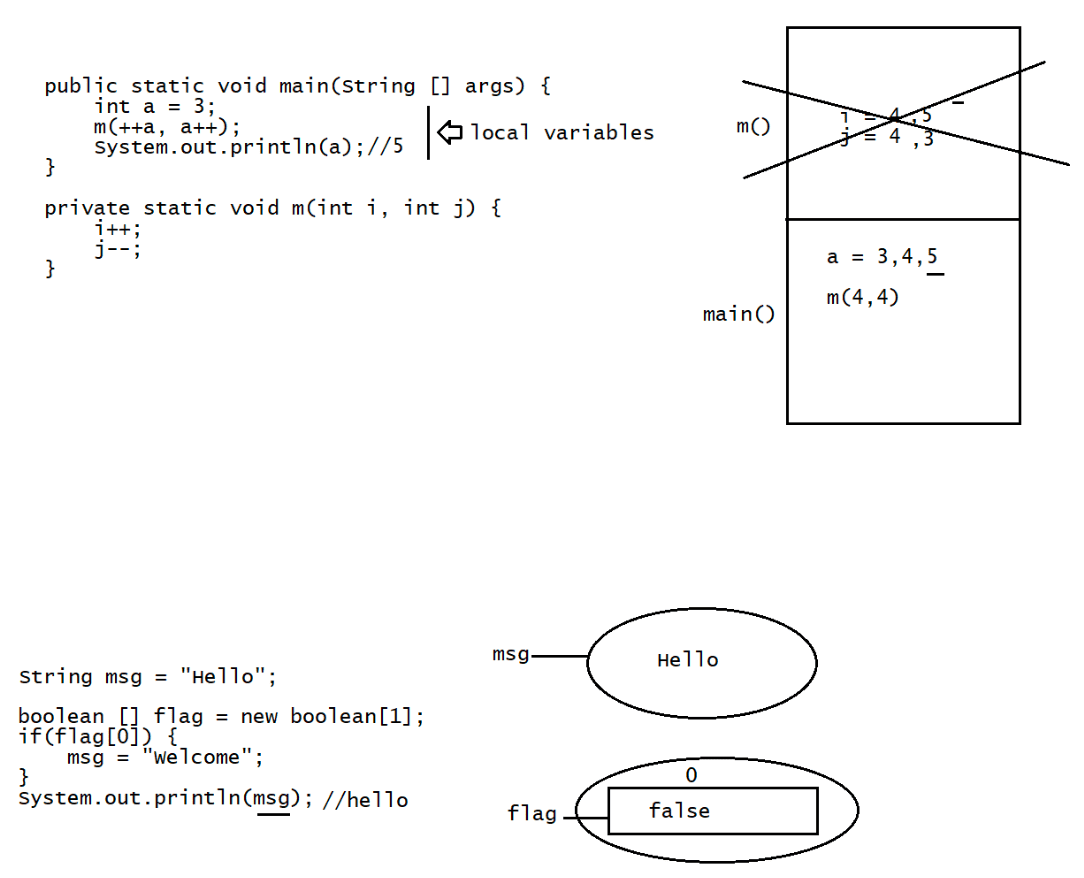 public static void main(String [] args) {
int a = 3;
m(++a, a++);
System.out.println(a);//5
}
local variables
private static void m(int i, int j) {
i++;
j--;
}
m()
i = 4 ,5
j = 4 ,3
main()
a = 3,4,5
m(4,4)
String msg = "Hello";
boolean [] flag = new boolean[1];
if(flag[0]) {
msg = "Welcome";
}
System.out.println(msg); //hello
msg
Hello
flag
0
false